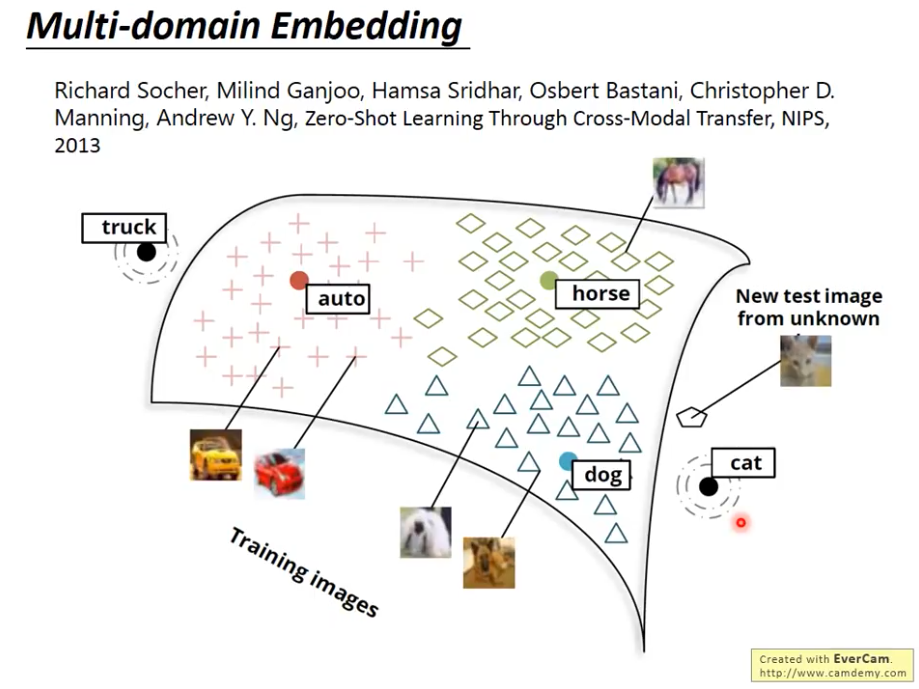 Multi-domain Embedding
Richard Socher, Milind Ganjoo, Hamsa Sridhar, Osbert Bastani, Christopher D.
Manning, Andrew Y. Ng, Zero-Shot Learning Through Cross-Modal Transfer, NIPS,
2013
truck
auto
horse
New test image
from unknown
cat
dog
Training images
Created with EverCam.
http://www.camdemy.com